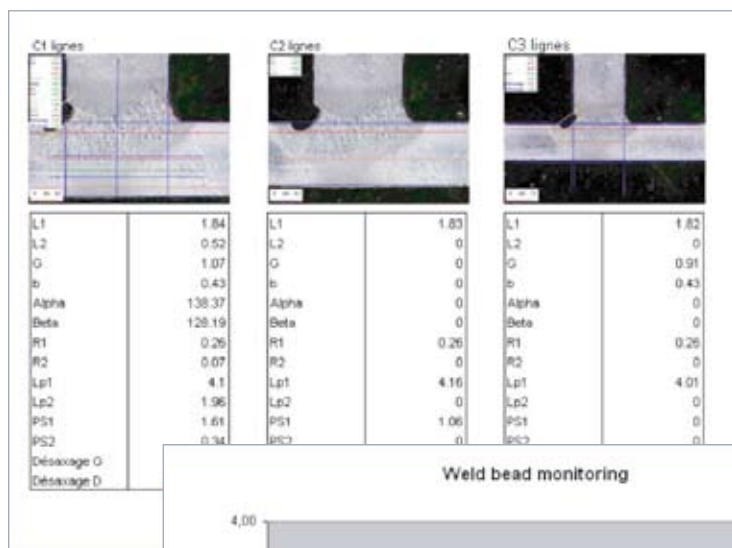 C1 lignes
C2 lignes
C3 lignes
L1 1.84
L2 0.52
G 1.07
b 0.43
Alpha 138.37
Beta 128.19
R1 0.26
R2 0.07
Lp1 4.1
Lp2 1.96
PS1 1.61
PS2 0.34
Désaxage G
Désaxage D
L1 1.83
L2 0
G 0
b 0
Alpha 0
Beta 0
R1 0.26
R2 0
Lp1 4.16
Lp2 0
PS1 1.06
PS2 0
L1 1.82
L2 0
G 0.91
b 0.43
Alpha 0
Beta 0
R1 0.26
R2 0
Lp1 4.01
Lp2 0
PS1 0
PS2 0
Weld bead monitoring
4,00